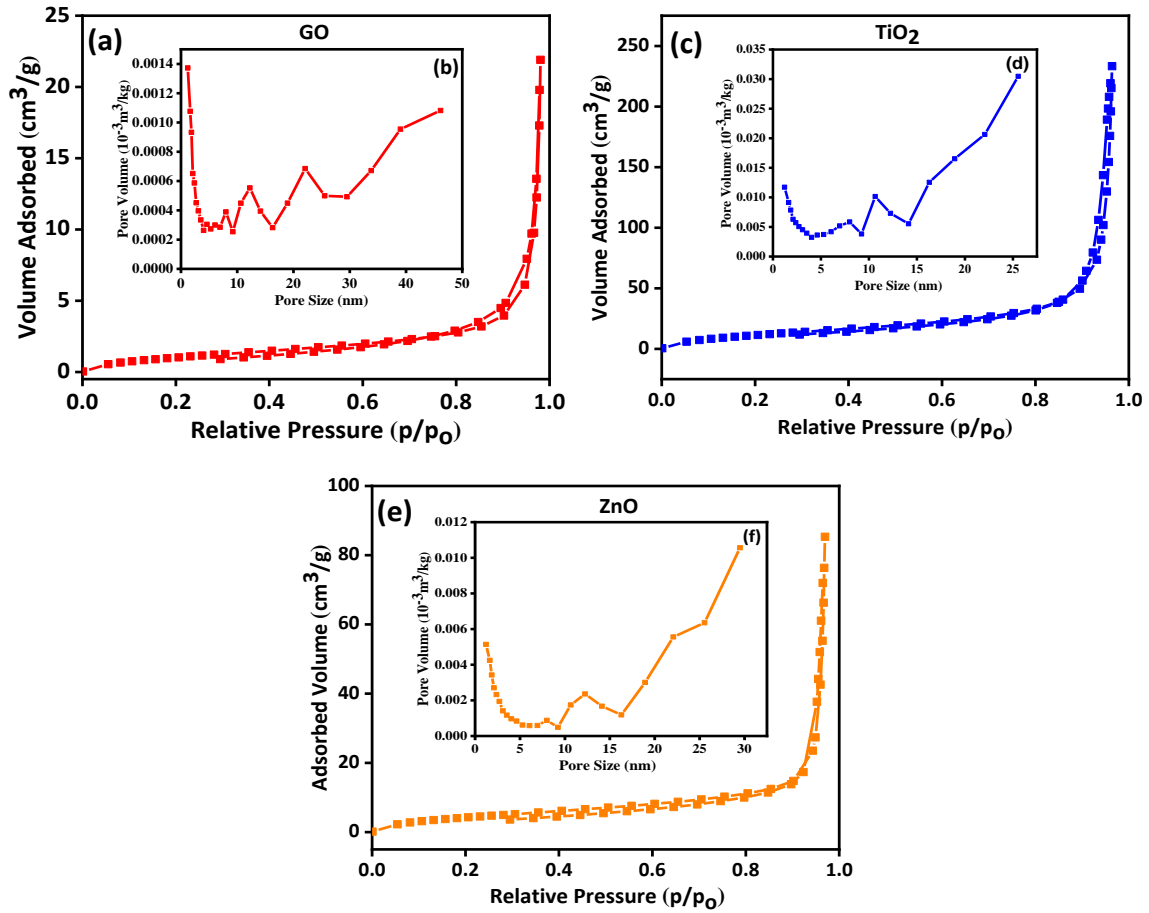 (a)
GO
Volume Adsorbed (cm³/g)
25
20
15
10
5
0
0.0 0.2 0.4 0.6 0.8 1.0
Relative Pressure (p/pₒ)
(b)
Pore Volume (10⁻³m³/kg)
0.0014
0.0012
0.0010
0.0008
0.0006
0.0004
0.0002
0.0000
0 10 20 30 40 50
Pore Size (nm)
(c)
TiO₂
Volume Adsorbed (cm³/g)
250
200
150
100
50
0
0.0 0.2 0.4 0.6 0.8 1.0
Relative Pressure (p/pₒ)
(d)
Pore Volume (10⁻³m³/kg)
0.035
0.030
0.025
0.020
0.015
0.010
0.005
0.000
0 5 10 15 20 25
Pore Size (nm)
(e)
ZnO
Adsorbed Volume (cm³/g)
100
80
60
40
20
0
0.0 0.2 0.4 0.6 0.8 1.0
Relative Pressure (p/pₒ)
(f)
Pore Volume (10⁻³m³/kg)
0.012
0.010
0.008
0.006
0.004
0.002
0.000
0 5 10 15 20 25 30
Pore Size (nm)